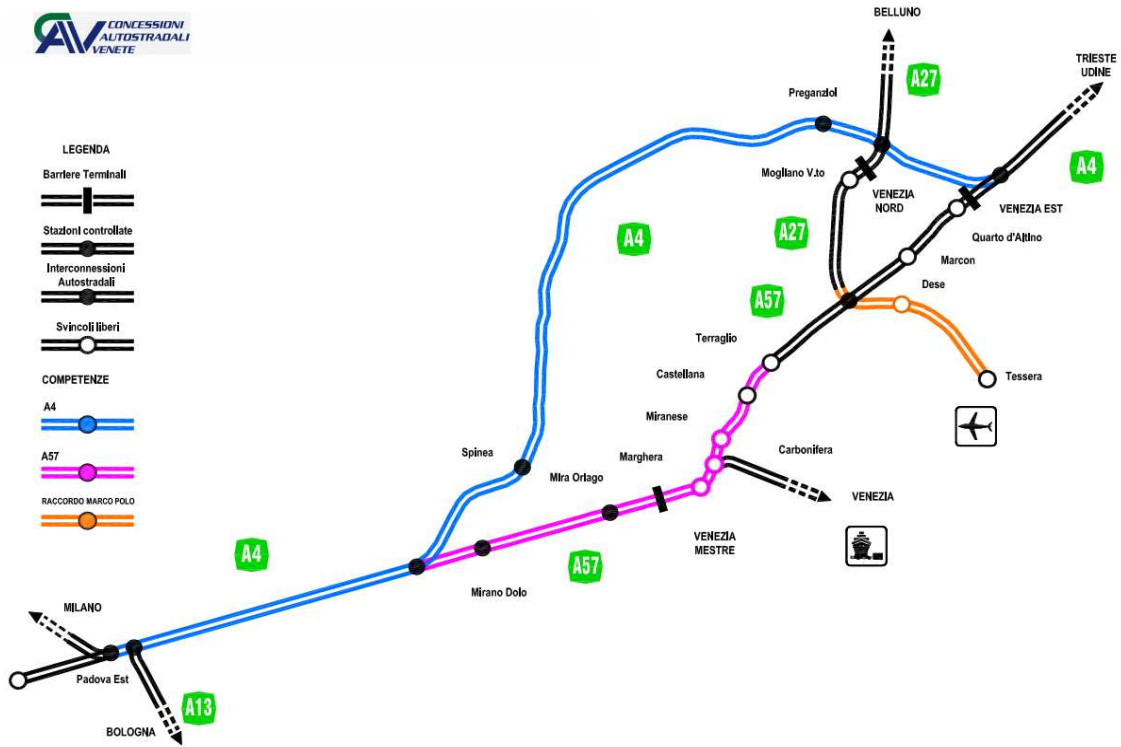 CAV
CONCESSIONI
AUTOSTRADALI
VENETE
BELLUNO
TRIESTE
UDINE
A27
Preganziol
LEGENDA
Barriere Terminali
Mogliano V.to
VENEZIA
NORD
A4
VENEZIA EST
Stazioni controllate
A4
A27
Quarto d'Altino
Marcon
Interconnessioni
Autostradali
Dese
A57
Svincoli liberi
Terraglio
Castellana
Tessera
COMPETENZE
A4
Miranese
Carbonifera
Spinea
Marghera
A57
Mira Oriago
VENEZIA
RACCORDO MARCO POLO
VENEZIA
MESTRE
A4
A57
Mirano Dolo
MILANO
Padova Est
A13
BOLOGNA